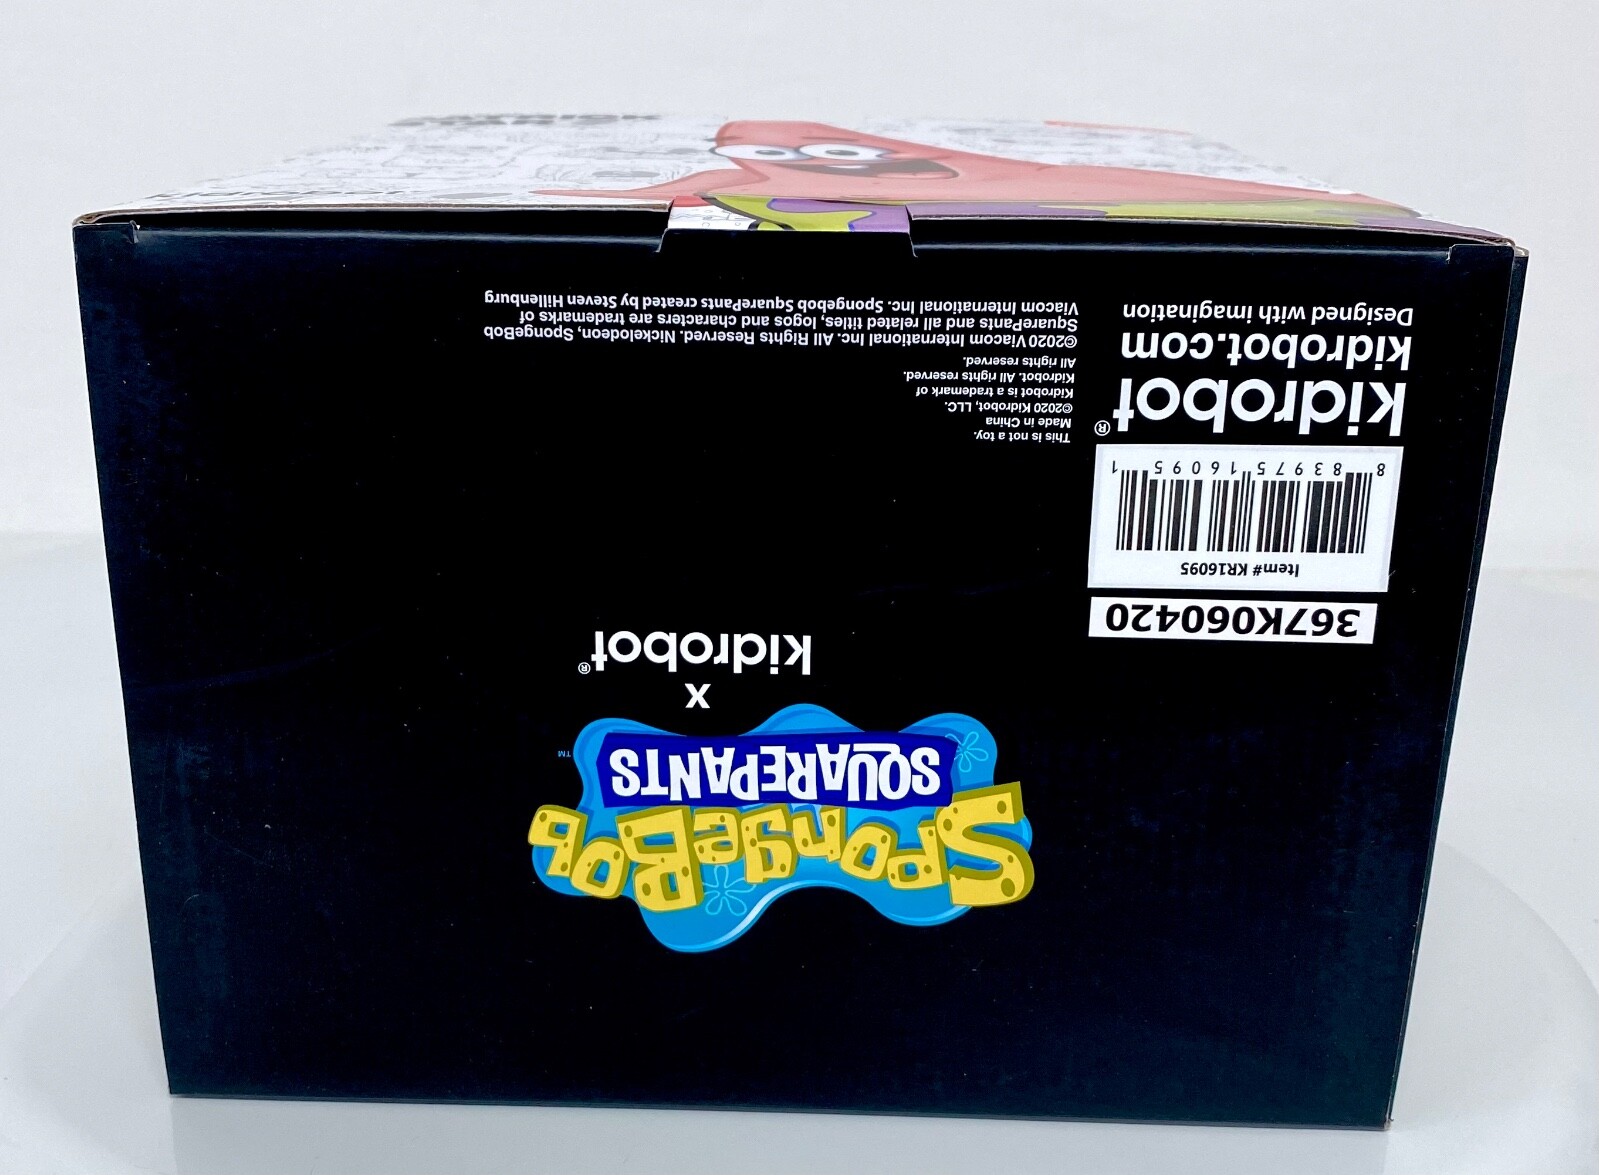 SPONGEBOB
SQUAREPANTS™
x
kidrobot®
367K060420
Item# KR16095
8 83975 16095 1
kidrobot®
kidrobot.com
Designed with imagination
This is not a toy.
Made in China
©2020 Kidrobot, LLC.
Kidrobot is a trademark of
Kidrobot. All rights reserved.
All rights reserved.
©2020 Viacom International Inc. All Rights Reserved. Nickelodeon, SpongeBob
SquarePants and all related titles, logos and characters are trademarks of
Viacom International Inc. Spongebob SquarePants created by Steven Hillenburg